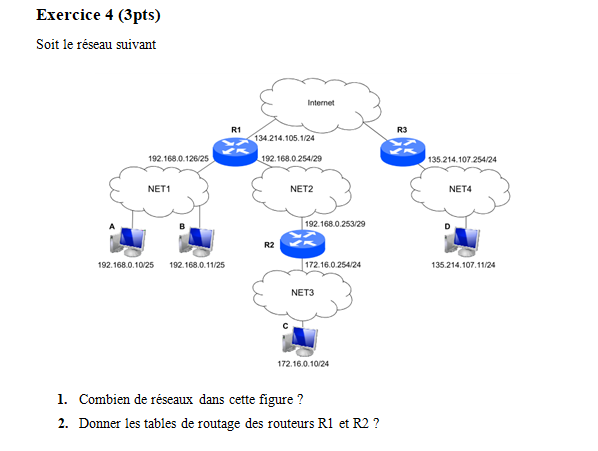 Exercice 4 (3pts)
Soit le réseau suivant
Internet
R1
R3
134.214.105.1/24
192.168.0.126/25
192.168.0.254/29
135.214.107.254/24
NET1
NET2
NET4
A
B
192.168.0.253/29
D
R2
192.168.0.10/25
192.168.0.11/25
172.16.0.254/24
135.214.107.11/24
NET3
C
172.16.0.10/24
1. Combien de réseaux dans cette figure ?
2. Donner les tables de routage des routeurs R1 et R2 ?